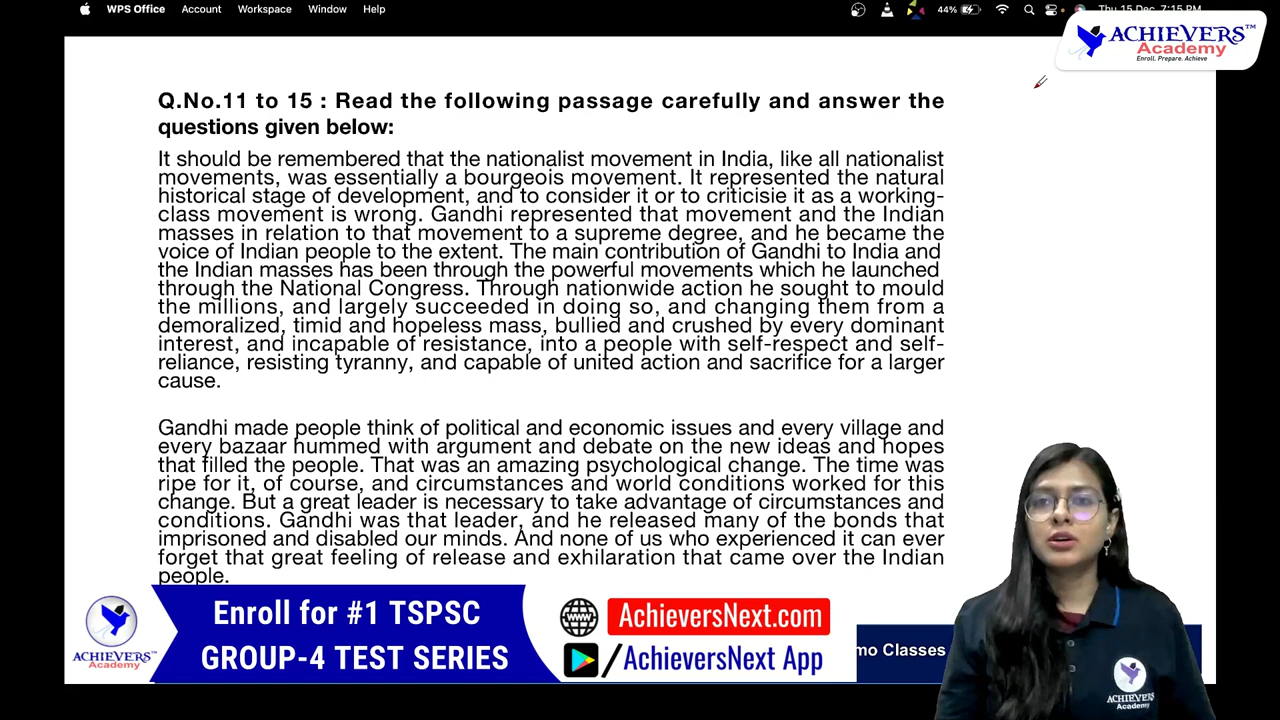 WPS Office Account Workspace Window Help 44% Thu 15 Dec 7:15 PM
ACHIEVERS™
Academy
Enroll. Prepare. Achieve
Q.No.11 to 15 : Read the following passage carefully and answer the
questions given below:
It should be remembered that the nationalist movement in India, like all nationalist
movements, was essentially a bourgeois movement. It represented the natural
historical stage of development, and to consider it or to criticisie it as a working-
class movement is wrong. Gandhi represented that movement and the Indian
masses in relation to that movement to a supreme degree, and he became the
voice of Indian people to the extent. The main contribution of Gandhi to India and
the Indian masses has been through the powerful movements which he launched
through the National Congress. Through nationwide action he sought to mould
the millions, and largely succeeded in doing so, and changing them from a
demoralized, timid and hopeless mass, bullied and crushed by every dominant
interest, and incapable of resistance, into a people with self-respect and self-
reliance, resisting tyranny, and capable of united action and sacrifice for a larger
cause.
Gandhi made people think of political and economic issues and every village and
every bazaar hummed with argument and debate on the new ideas and hopes
that filled the people. That was an amazing psychological change. The time was
ripe for it, of course, and circumstances and world conditions worked for this
change. But a great leader is necessary to take advantage of circumstances and
conditions. Gandhi was that leader, and he released many of the bonds that
imprisoned and disabled our minds. And none of us who experienced it can ever
forget that great feeling of release and exhilaration that came over the Indian
people.
ACHIEVERS™
Academy
Enroll for #1 TSPSC
GROUP-4 TEST SERIES
AchieversNext.com
/AchieversNext App
mo Classes
ACHIEVERS
Academy